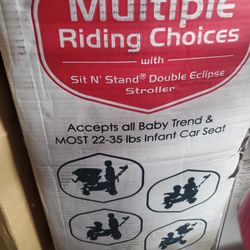 Multiple
Riding Choices
with
Sit N' Stand® Double Eclipse
Stroller
Accepts all Baby Trend &
MOST 22-35 lbs Infant Car Seat